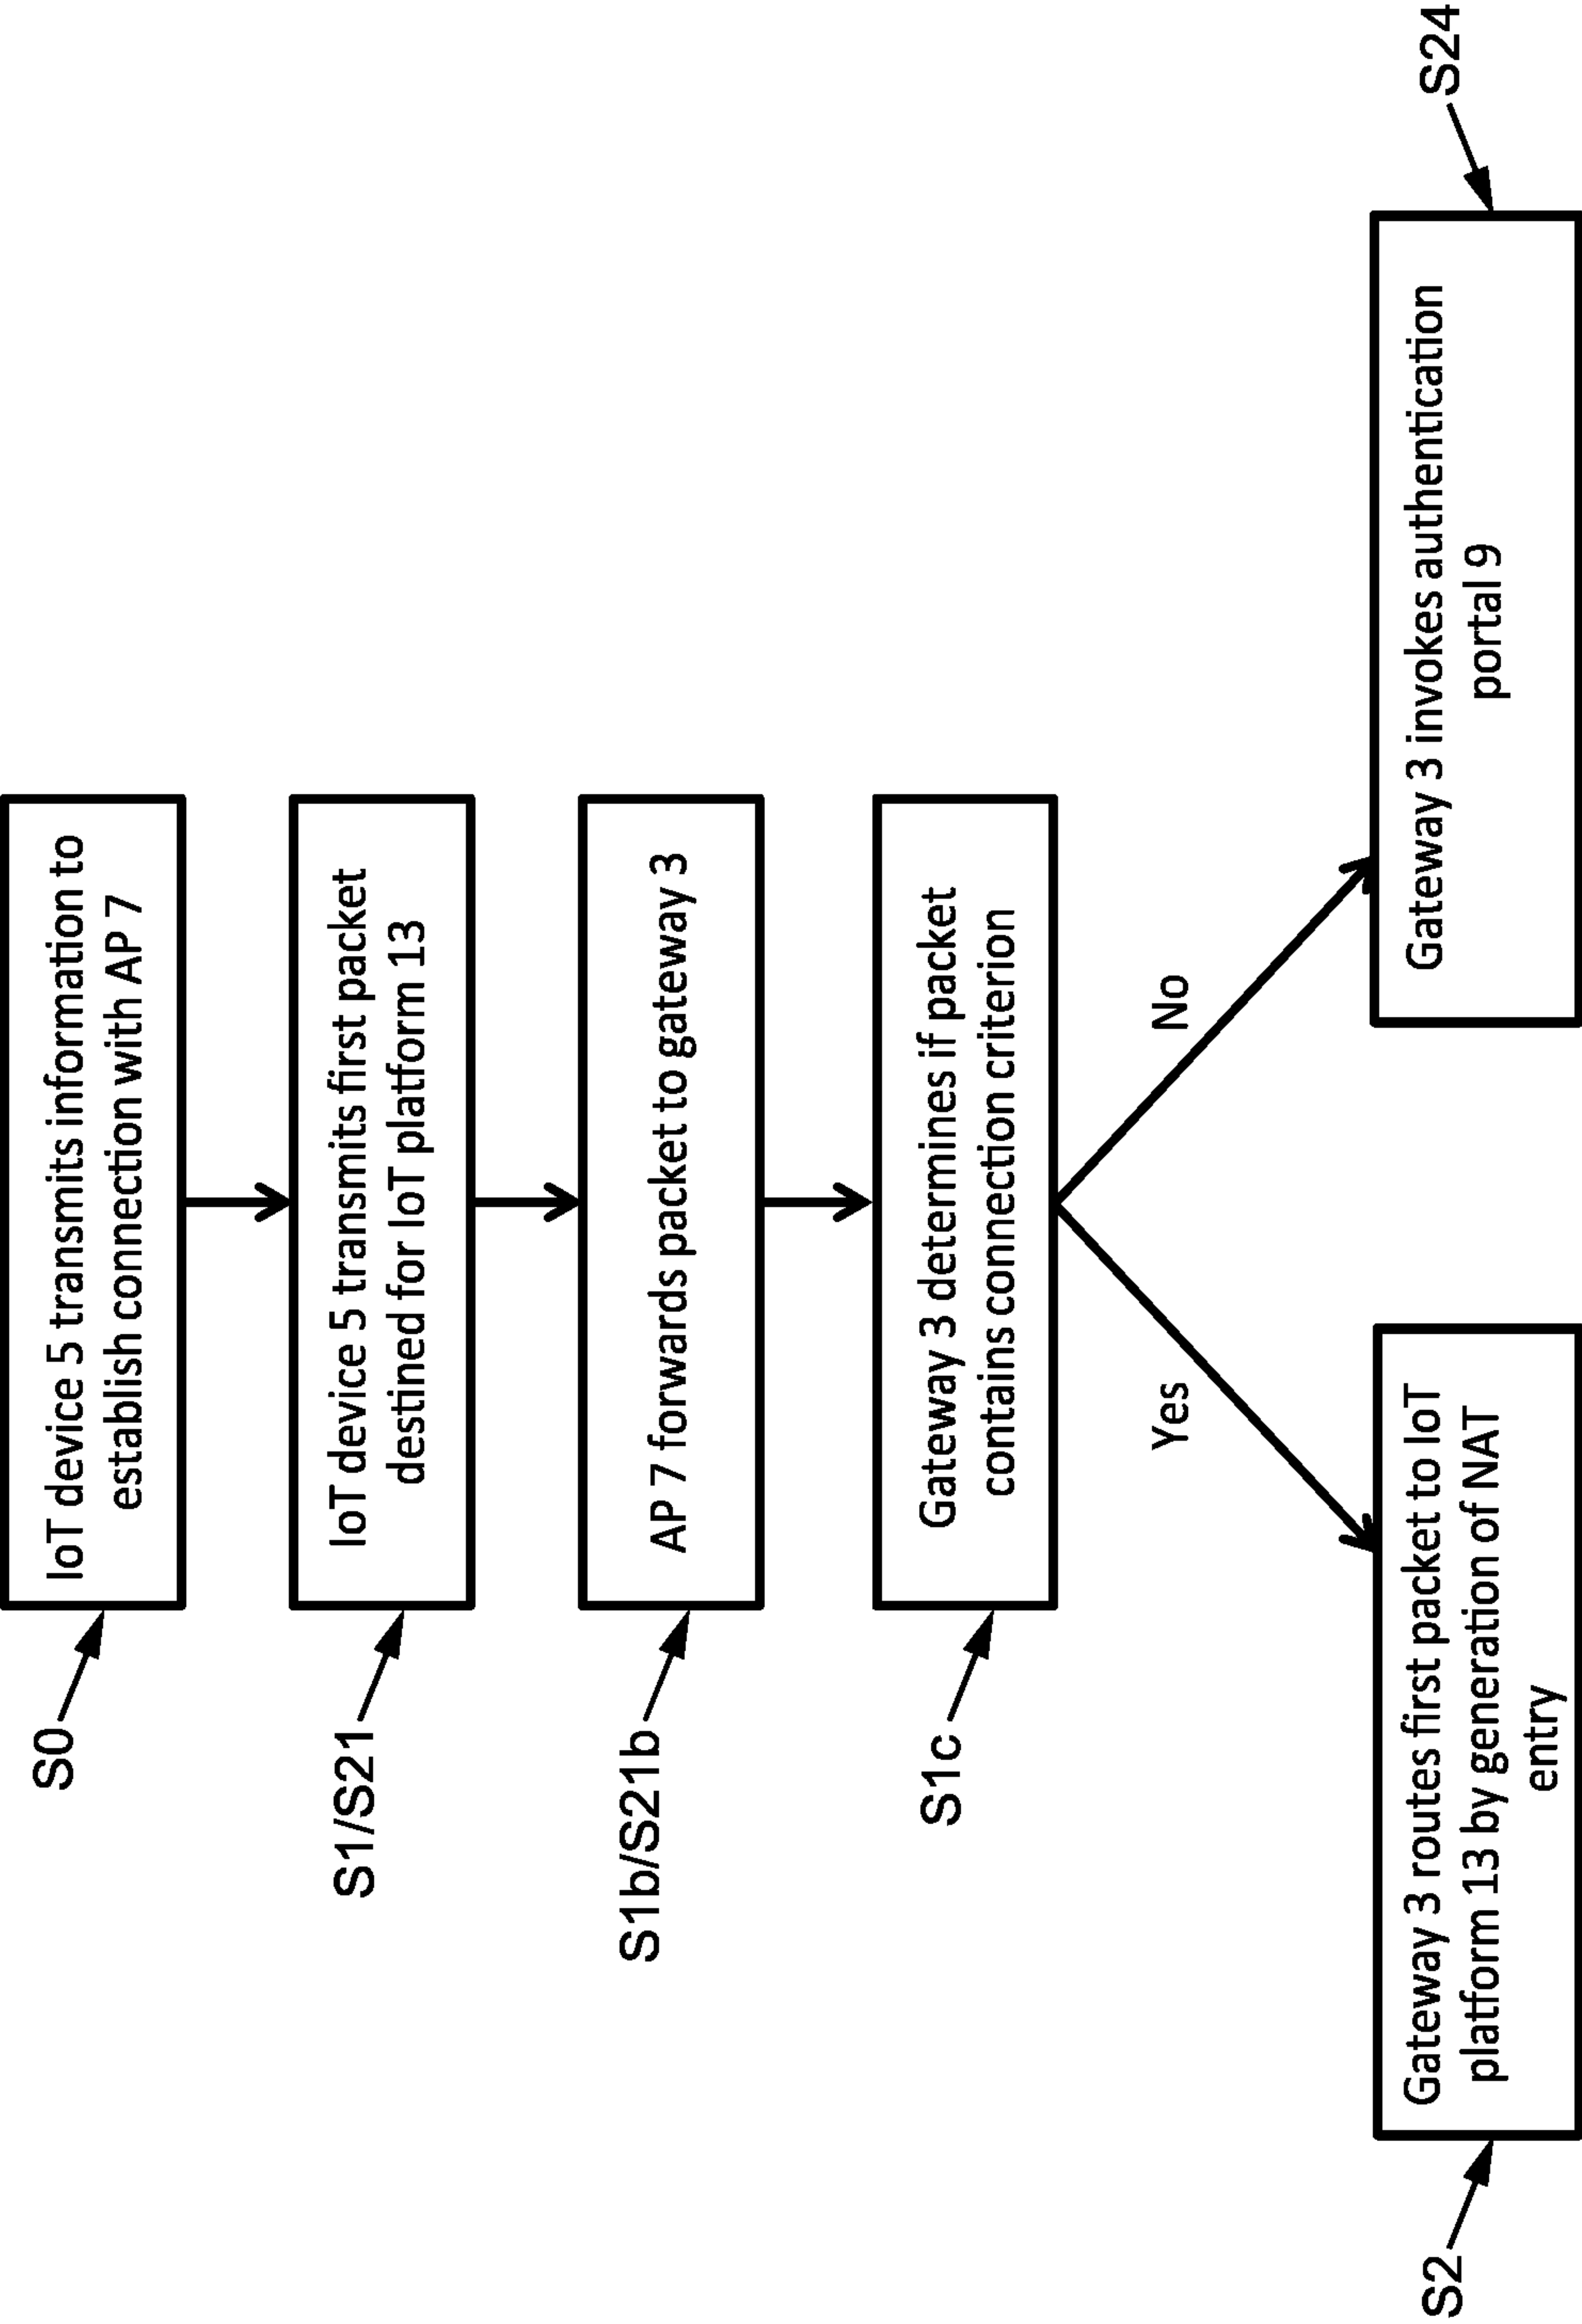 S0
IoT device 5 transmits information to
establish connection with AP 7
S1/S21
IoT device 5 transmits first packet
destined for IoT platform 13
S1b/S21b
AP 7 forwards packet to gateway 3
S1c
Gateway 3 determines if packet
contains connection criterion
Yes
No
S2
Gateway 3 routes first packet to IoT
platform 13 by generation of NAT
entry
Gateway 3 invokes authentication
portal 9
S24